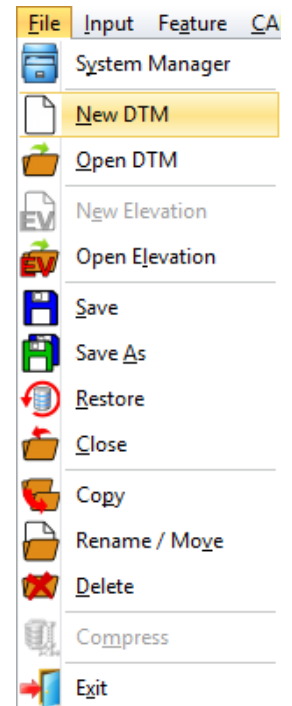 File Input Feature CA
System Manager
New DTM
Open DTM
EV New Elevation
EV Open Elevation
Save
Save As
Restore
Close
Copy
Rename / Move
Delete
Compress
Exit